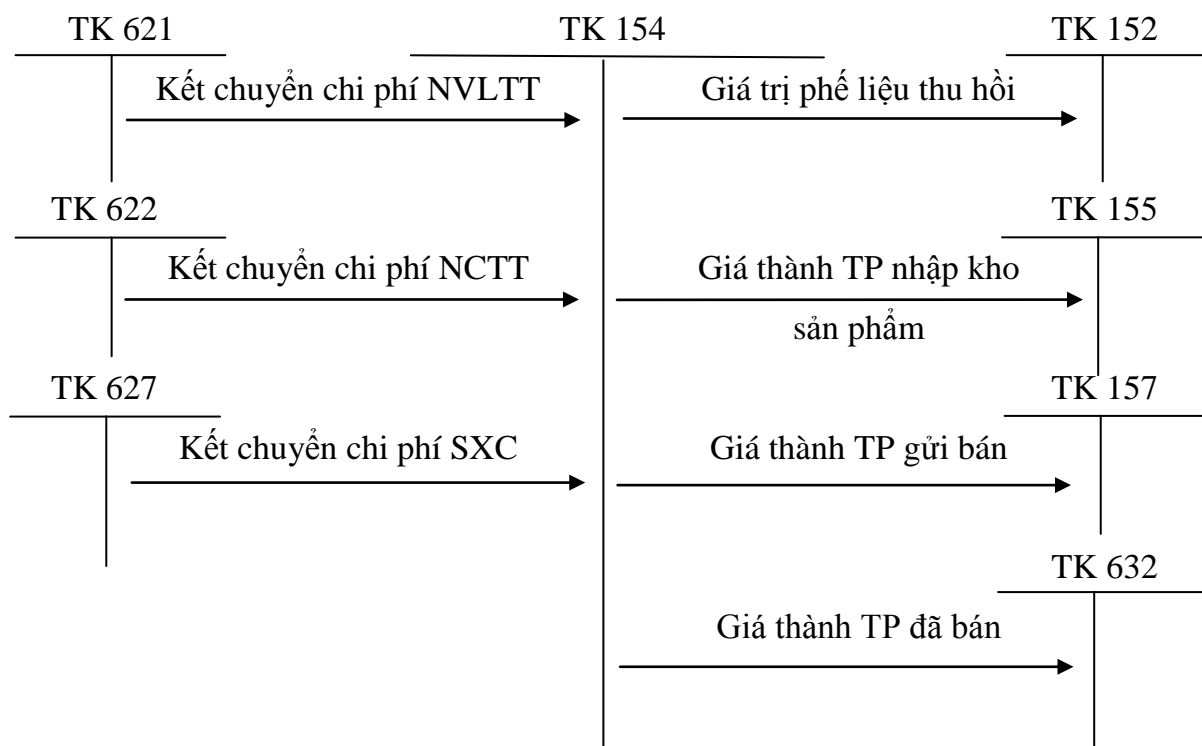 TK 621
TK 154
TK 152
Kết chuyển chi phí NVLTT
Giá trị phế liệu thu hồi
TK 622
TK 155
Kết chuyển chi phí NCTT
Giá thành TP nhập kho
sản phẩm
TK 627
TK 157
Kết chuyển chi phí SXC
Giá thành TP gửi bán
TK 632
Giá thành TP đã bán